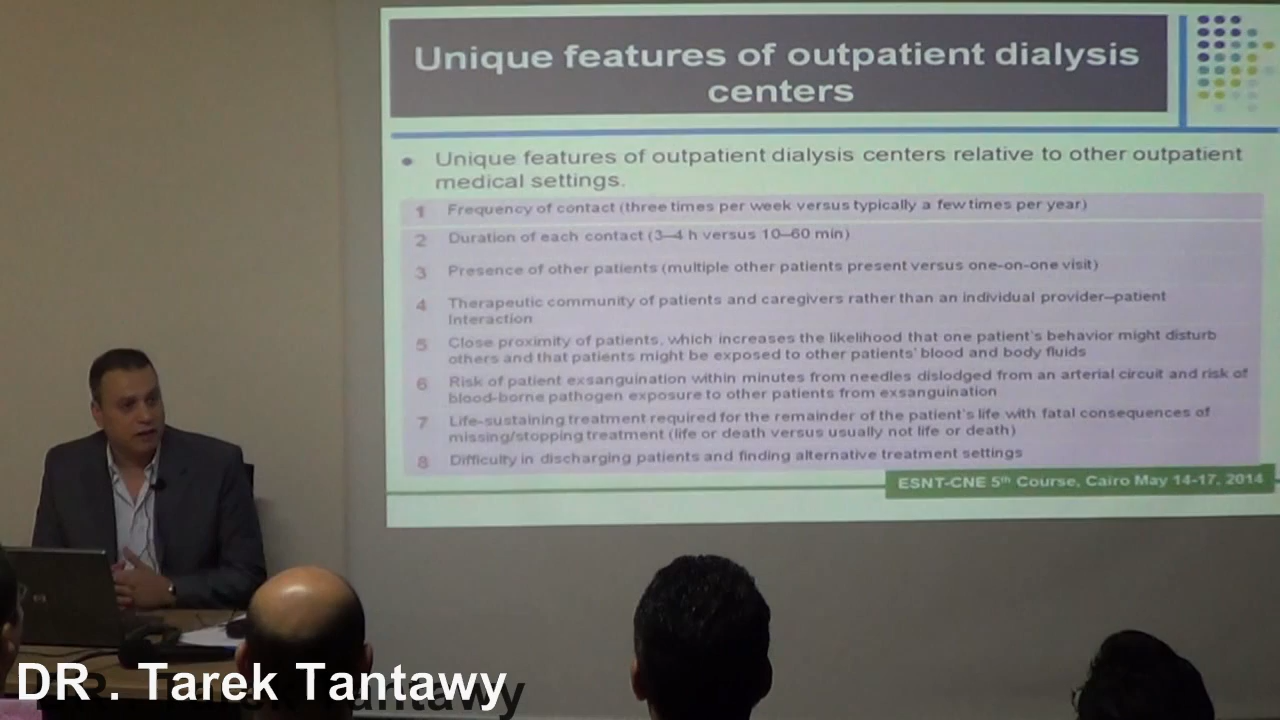 Unique features of outpatient dialysis
centers
• Unique features of outpatient dialysis centers relative to other outpatient
medical settings.
1 Frequency of contact (three times per week versus typically a few times per year)
2 Duration of each contact (3–4 h versus 10–60 min)
3 Presence of other patients (multiple other patients present versus one-on-one visit)
4 Therapeutic community of patients and caregivers rather than an individual provider–patient
Interaction
5 Close proximity of patients, which increases the likelihood that one patient's behavior might disturb
others and that patients might be exposed to other patients' blood and body fluids
6 Risk of patient exsanguination within minutes from needles dislodged from an arterial circuit and risk of
blood-borne pathogen exposure to other patients from exsanguination
7 Life-sustaining treatment required for the remainder of the patient's life with fatal consequences of
missing/stopping treatment (life or death versus usually not life or death)
8 Difficulty in discharging patients and finding alternative treatment settings
ESNT-CNE 5th Course, Cairo May 14-17, 2014
hp
DR . Tarek Tantawy